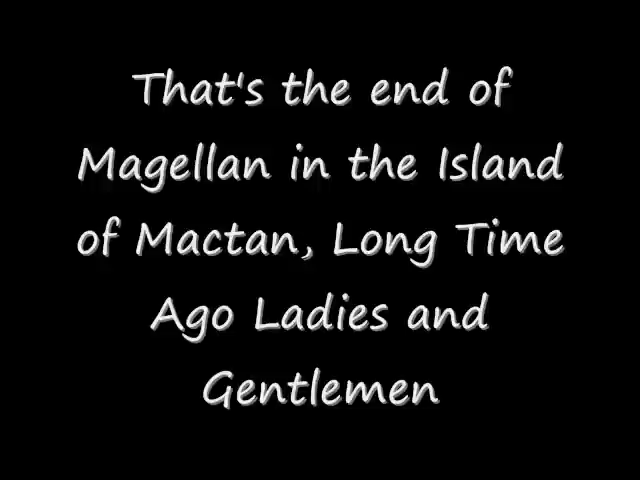 That's the end of
Magellan in the Island
of Mactan, Long Time
Ago Ladies and
Gentlemen